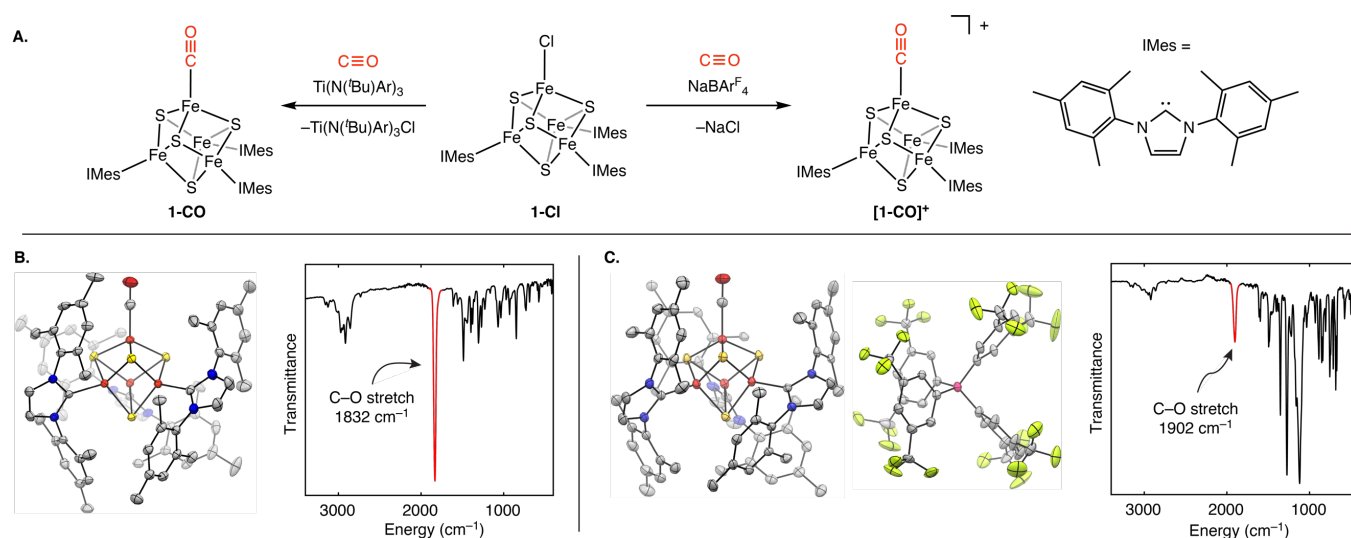 A.
O
C
Fe
S
S
Fe
S
Fe
Fe
IMes
IMes
S
IMes
1-CO
C≡O
Ti(N(ᵗBu)Ar)₃
–Ti(N(ᵗBu)Ar)₃Cl
Cl
Fe
S
S
Fe
S
Fe
Fe
IMes
IMes
S
IMes
1-Cl
C≡O
NaBArᶠ₄
–NaCl
O
C
+
Fe
S
S
Fe
S
Fe
Fe
IMes
IMes
S
IMes
[1-CO]⁺
IMes =
N
N
B.
Transmittance
C–O stretch
1832 cm⁻¹
3000
2000
1000
Energy (cm⁻¹)
C.
Transmittance
C–O stretch
1902 cm⁻¹
3000
2000
1000
Energy (cm⁻¹)